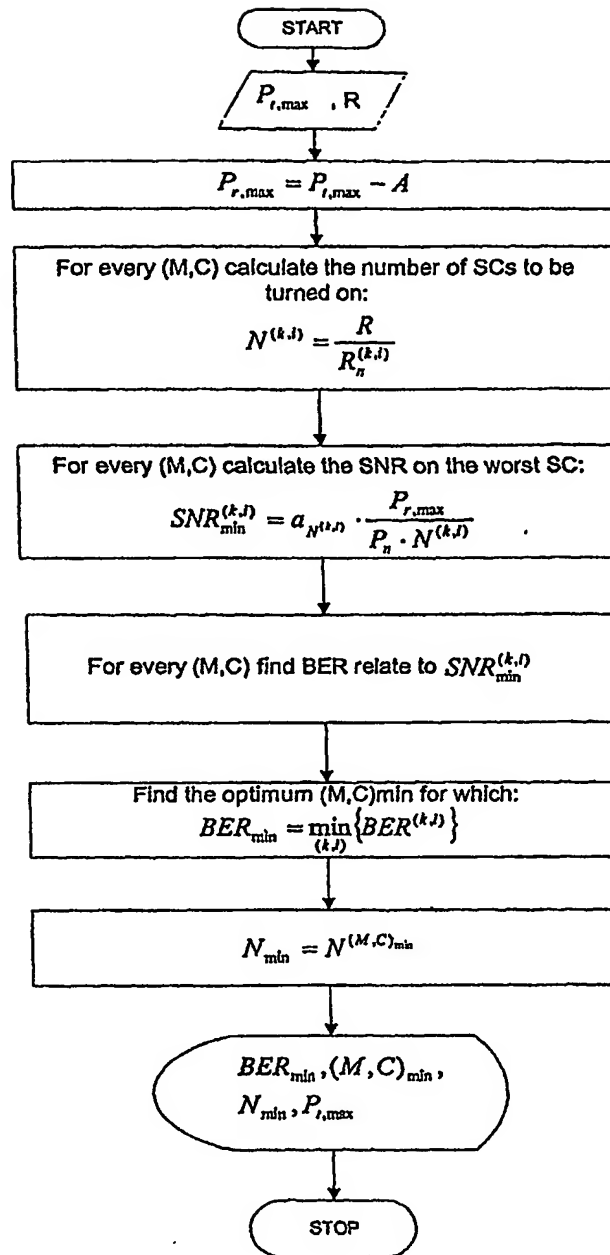 START
P_{t,max} , R
P_{r,max} = P_{t,max} − A
For every (M,C) calculate the number of SCs to be
turned on:
N^{(k,l)} = \frac{R}{R_n^{(k,l)}}
For every (M,C) calculate the SNR on the worst SC:
SNR_{min}^{(k,l)} = a_{N^{(k,l)}} · \frac{P_{r,max}}{P_n · N^{(k,l)}}
For every (M,C) find BER relate to SNR_{min}^{(k,l)}
Find the optimum (M,C)min for which:
BER_{min} = \min_{(k,l)} {BER^{(k,l)}}
N_{min} = N^{(M,C)_{min}}
BER_{min}, (M,C)_{min},
N_{min}, P_{t,max}
STOP